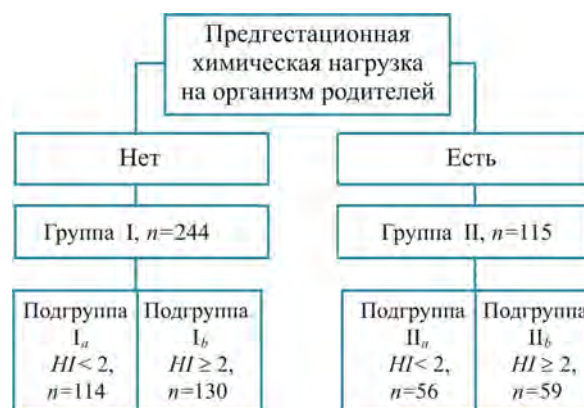 Предгестационная
химическая нагрузка
на организм родителей
Нет
Есть
Группа I, n=244
Группа II, n=115
Подгруппа
Iₐ
HI < 2,
n=114
Подгруппа
I_b
HI ≥ 2,
n=130
Подгруппа
IIₐ
HI < 2,
n=56
Подгруппа
II_b
HI ≥ 2,
n=59